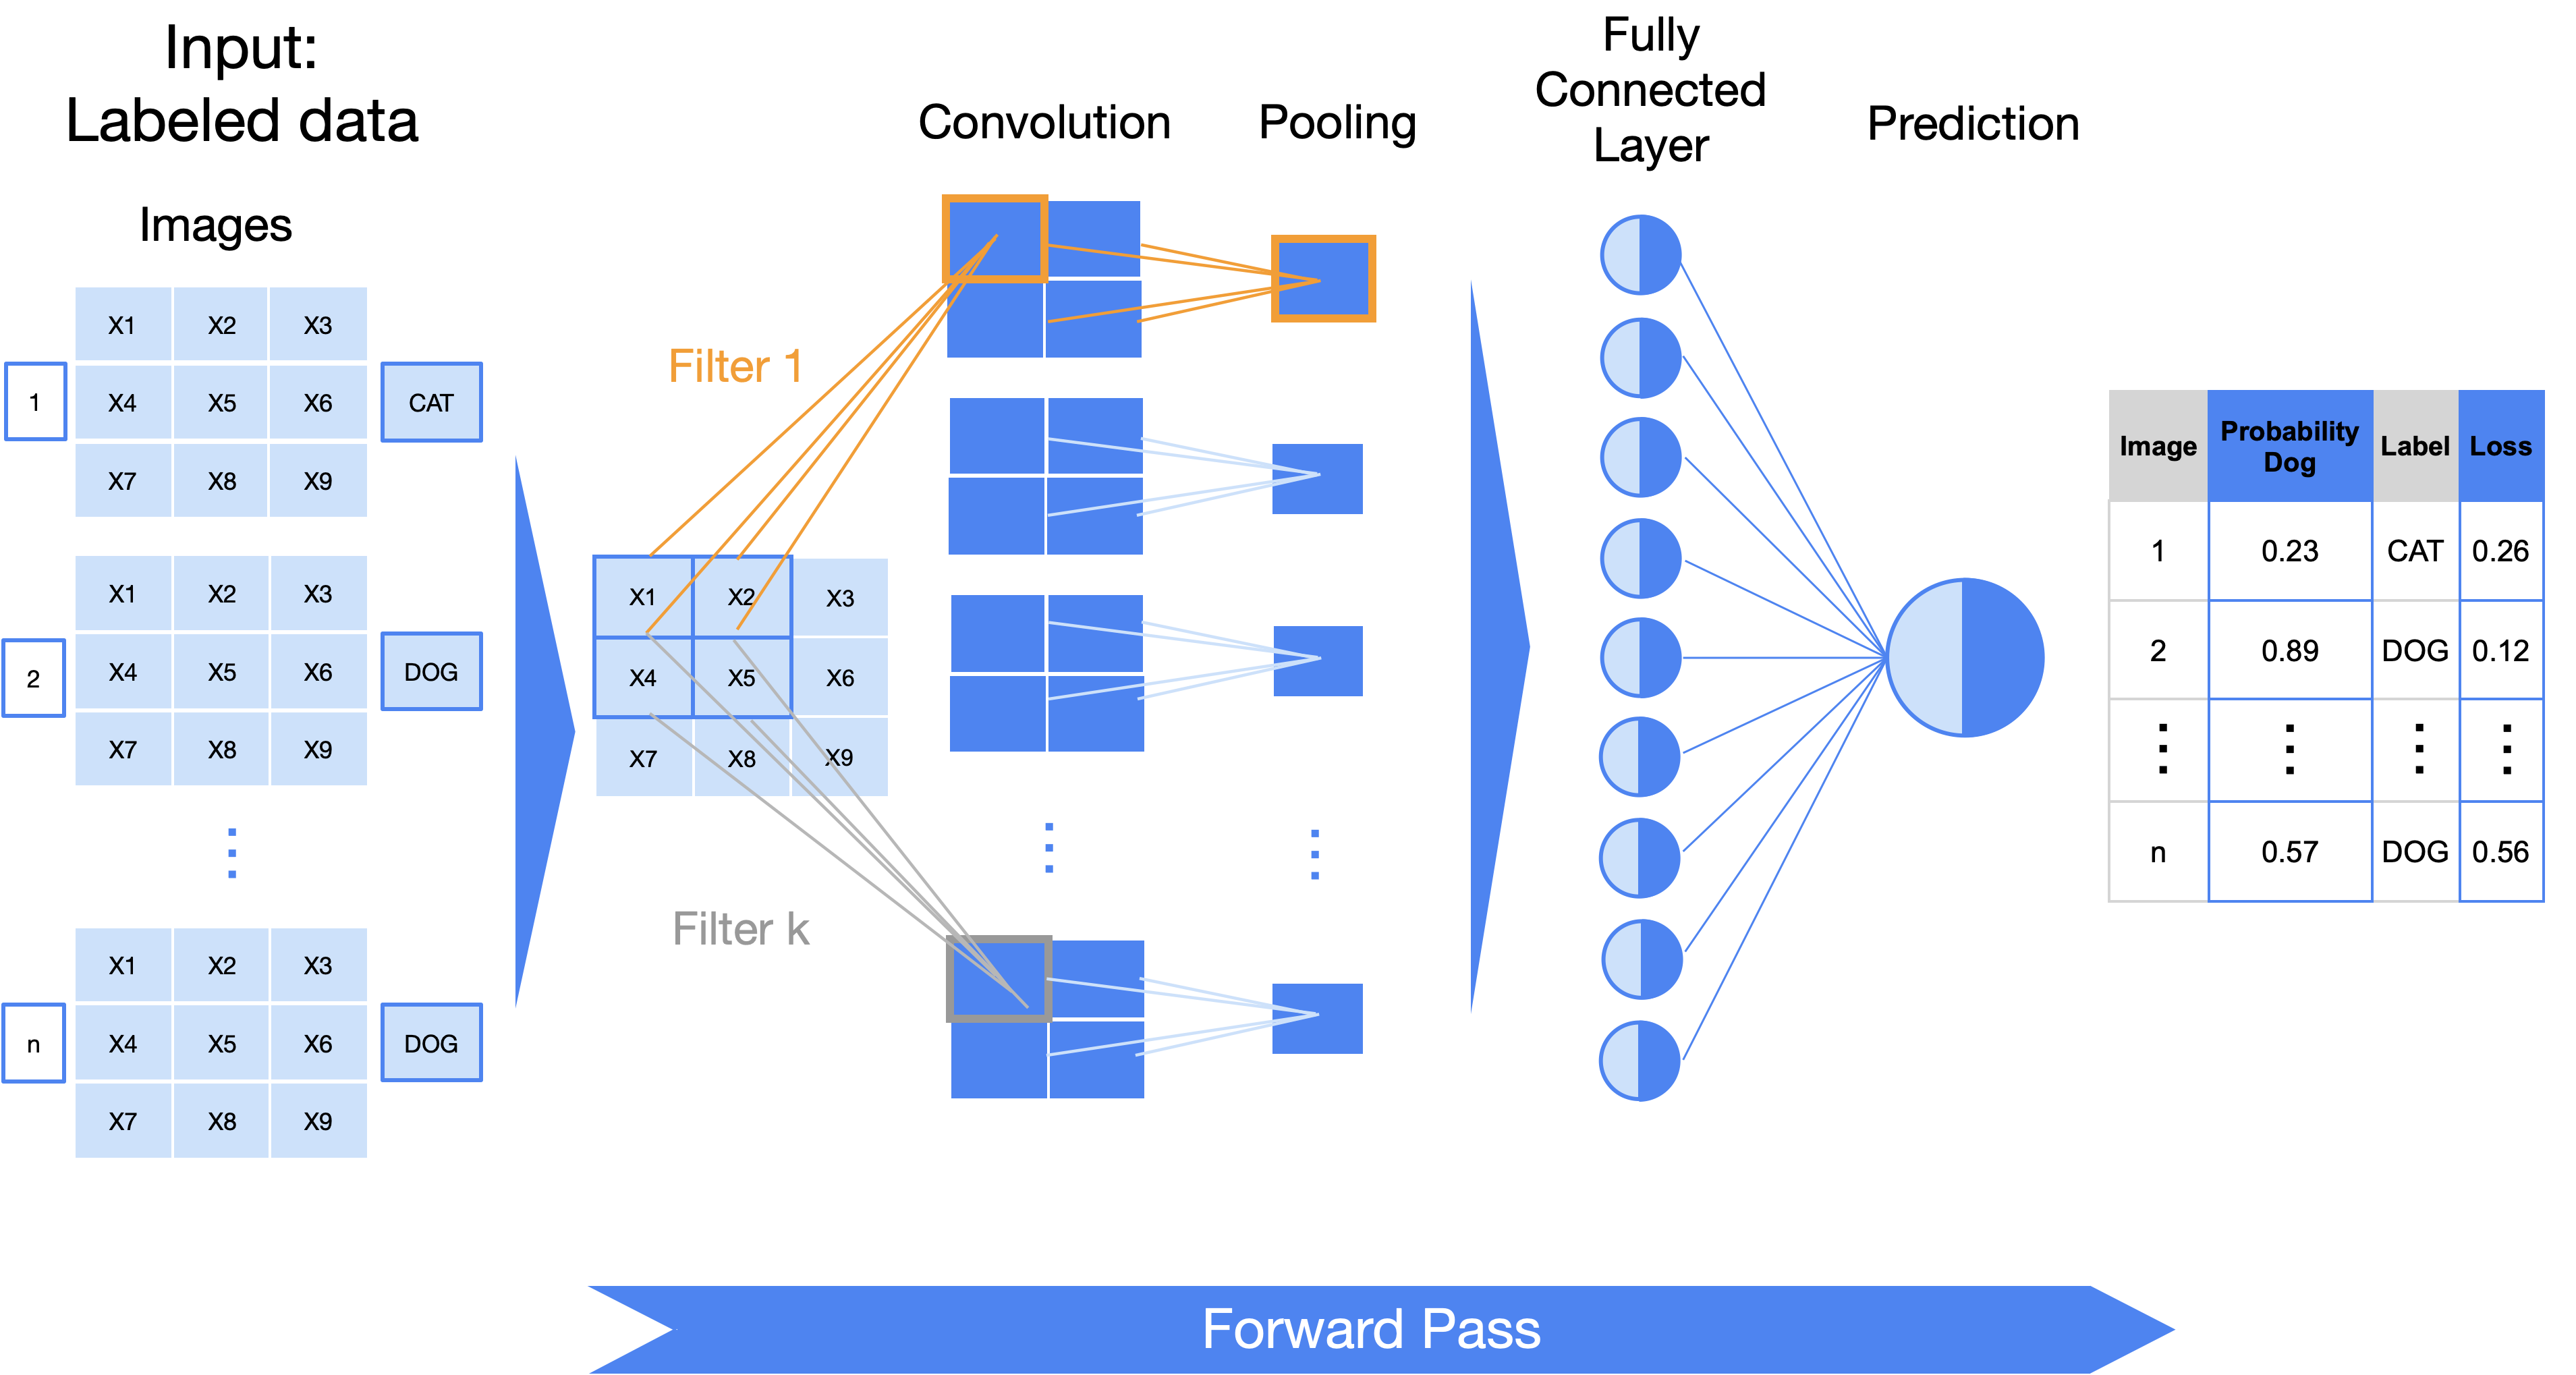 Input:
Labeled data
Images
X1 X2 X3
1 X4 X5 X6 CAT
X7 X8 X9
X1 X2 X3
2 X4 X5 X6 DOG
X7 X8 X9
X1 X2 X3
n X4 X5 X6 DOG
X7 X8 X9
Filter 1
X1 X2 X3
X4 X5 X6
X7 X8 X9
Filter k
Convolution
Pooling
Fully
Connected
Layer
Prediction
Image Probability Dog Label Loss
1 0.23 CAT 0.26
2 0.89 DOG 0.12
n 0.57 DOG 0.56
Forward Pass